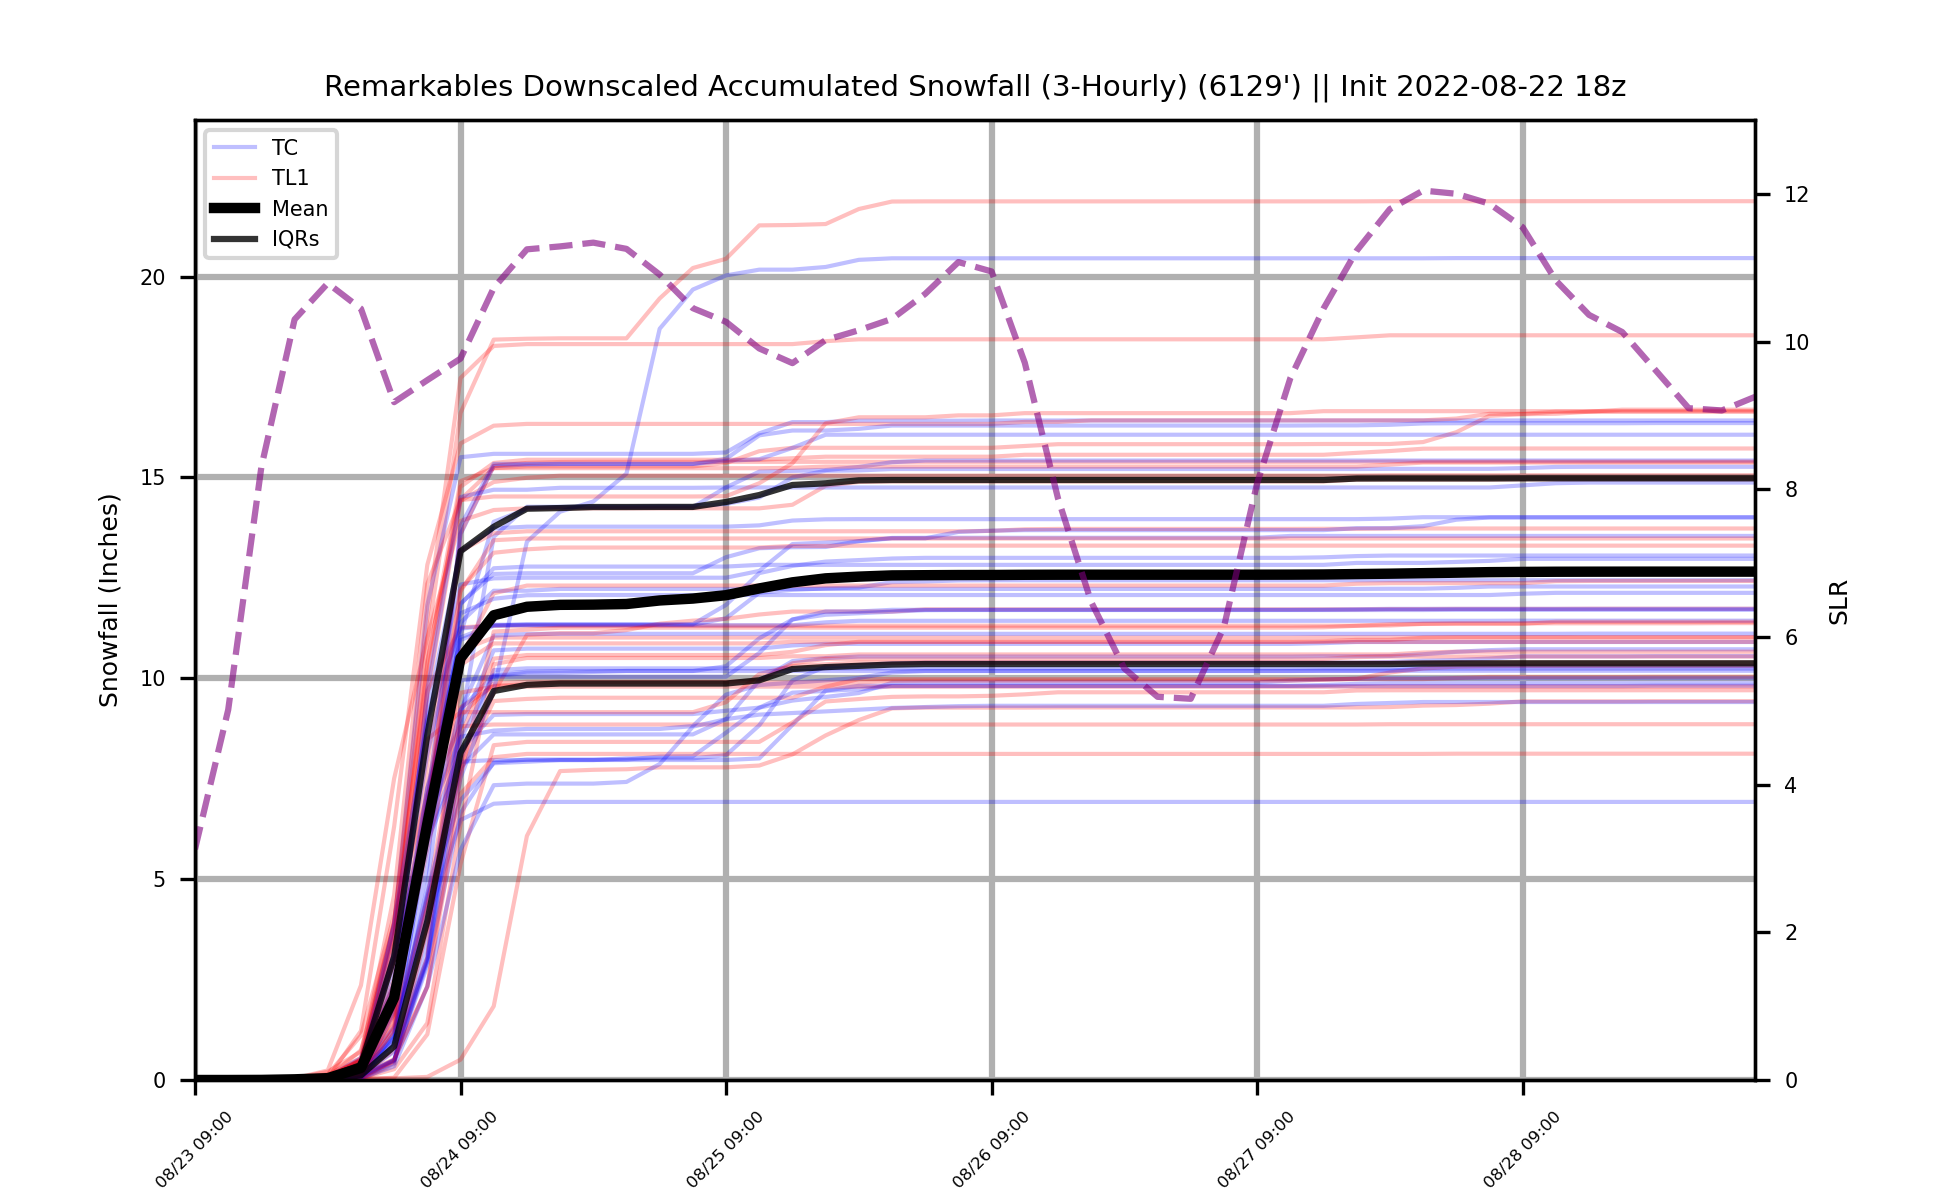 Remarkables Downscaled Accumulated Snowfall (3-Hourly) (6129') || Init 2022-08-22 18z
TC
TL1
Mean
IQRs
Snowfall (Inches)
20
15
10
5
0
12
10
8
6
4
2
0
SLR
08/23 09:00
08/24 09:00
08/25 09:00
08/26 09:00
08/27 09:00
08/28 09:00